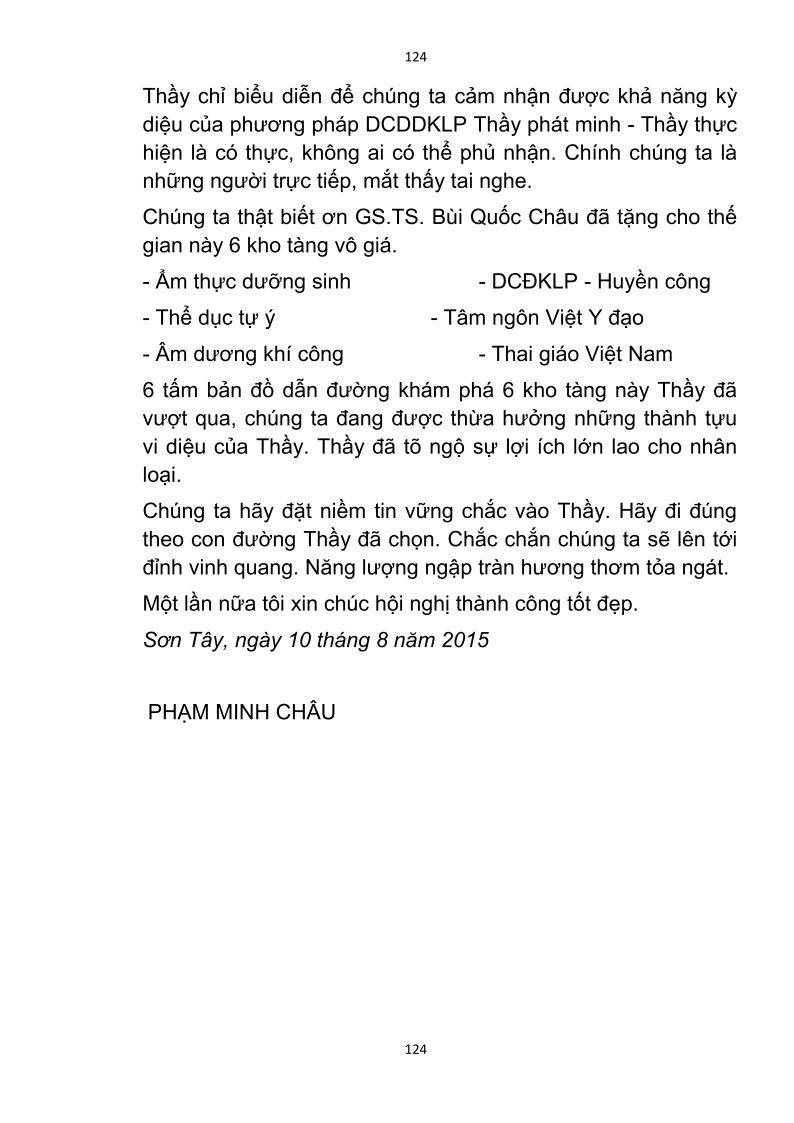 124
Thầy chỉ biểu diễn để chúng ta cảm nhận được khả năng kỳ
diệu của phương pháp DCDDKLP Thầy phát minh - Thầy thực
hiện là có thực, không ai có thể phủ nhận. Chính chúng ta là
những người trực tiếp, mắt thấy tai nghe.
Chúng ta thật biết ơn GS.TS. Bùi Quốc Châu đã tặng cho thế
gian này 6 kho tàng vô giá.
- Ẩm thực dưỡng sinh - DCĐKLP - Huyền công
- Thể dục tự ý - Tâm ngôn Việt Y đạo
- Âm dương khí công - Thai giáo Việt Nam
6 tấm bản đồ dẫn đường khám phá 6 kho tàng này Thầy đã
vượt qua, chúng ta đang được thừa hưởng những thành tựu
vi diệu của Thầy. Thầy đã tõ ngộ sự lợi ích lớn lao cho nhân
loại.
Chúng ta hãy đặt niềm tin vững chắc vào Thầy. Hãy đi đúng
theo con đường Thầy đã chọn. Chắc chắn chúng ta sẽ lên tới
đỉnh vinh quang. Năng lượng ngập tràn hương thơm tỏa ngát.
Một lần nữa tôi xin chúc hội nghị thành công tốt đẹp.
Sơn Tây, ngày 10 tháng 8 năm 2015
PHẠM MINH CHÂU
124